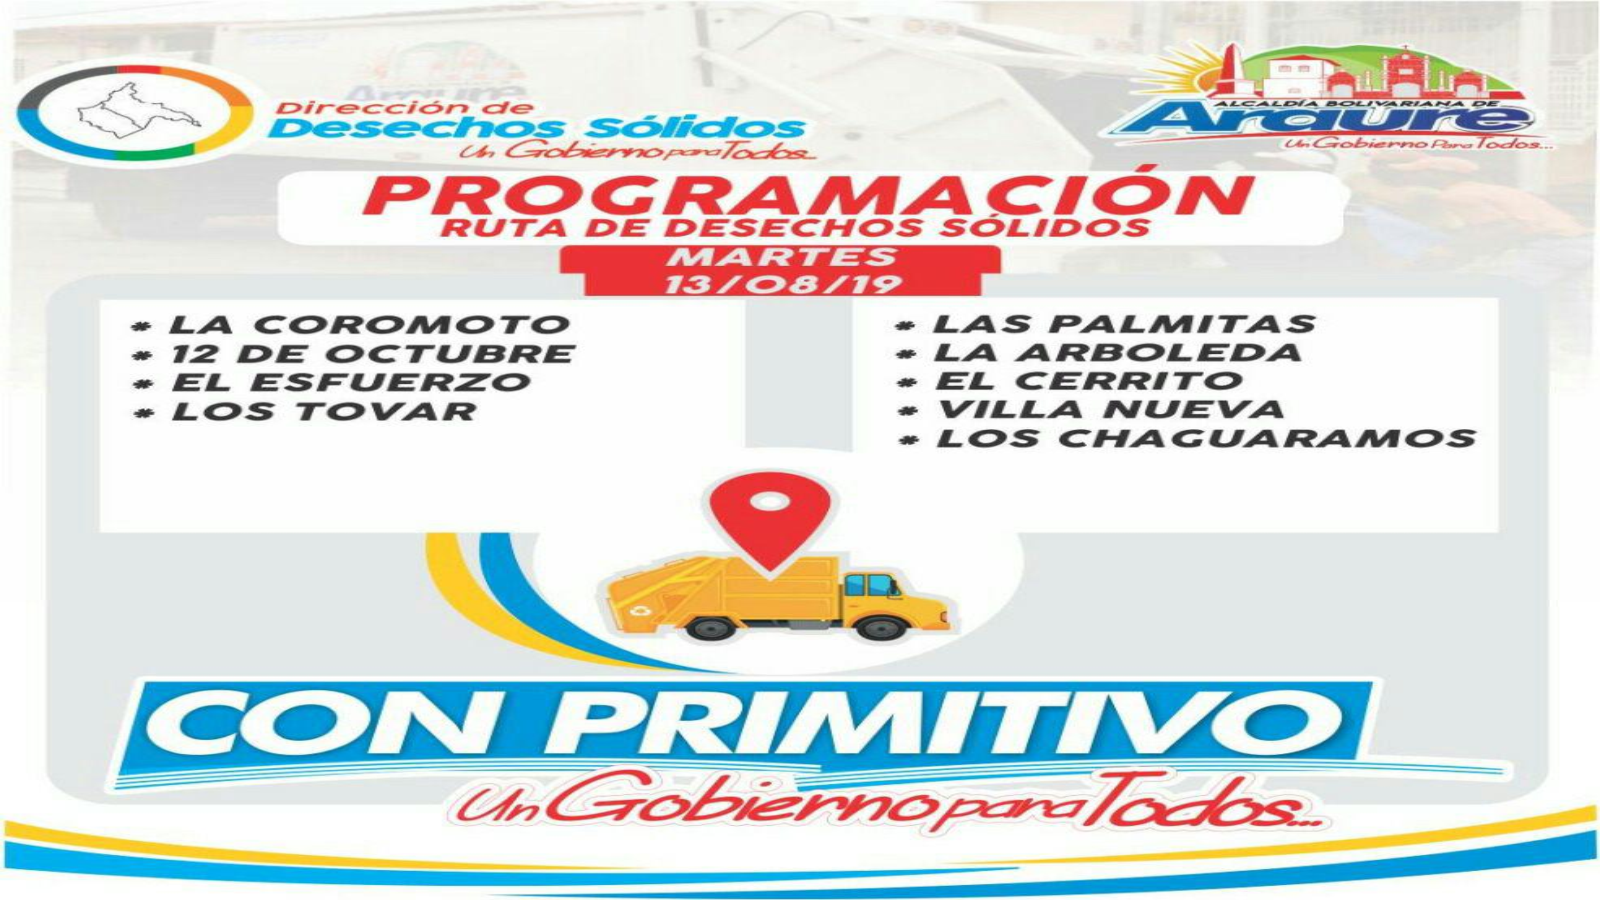 Dirección de
Desechos Sólidos
Un Gobierno para Todos...
ALCALDÍA BOLIVARIANA DE
Araure
Un Gobierno Para Todos...
PROGRAMACIÓN
RUTA DE DESECHOS SÓLIDOS
MARTES
13/08/19
* LA COROMOTO
* 12 DE OCTUBRE
* EL ESFUERZO
* LOS TOVAR
* LAS PALMITAS
* LA ARBOLEDA
* EL CERRITO
* VILLA NUEVA
* LOS CHAGUARAMOS
CON PRIMITIVO
Un Gobierno para Todos...